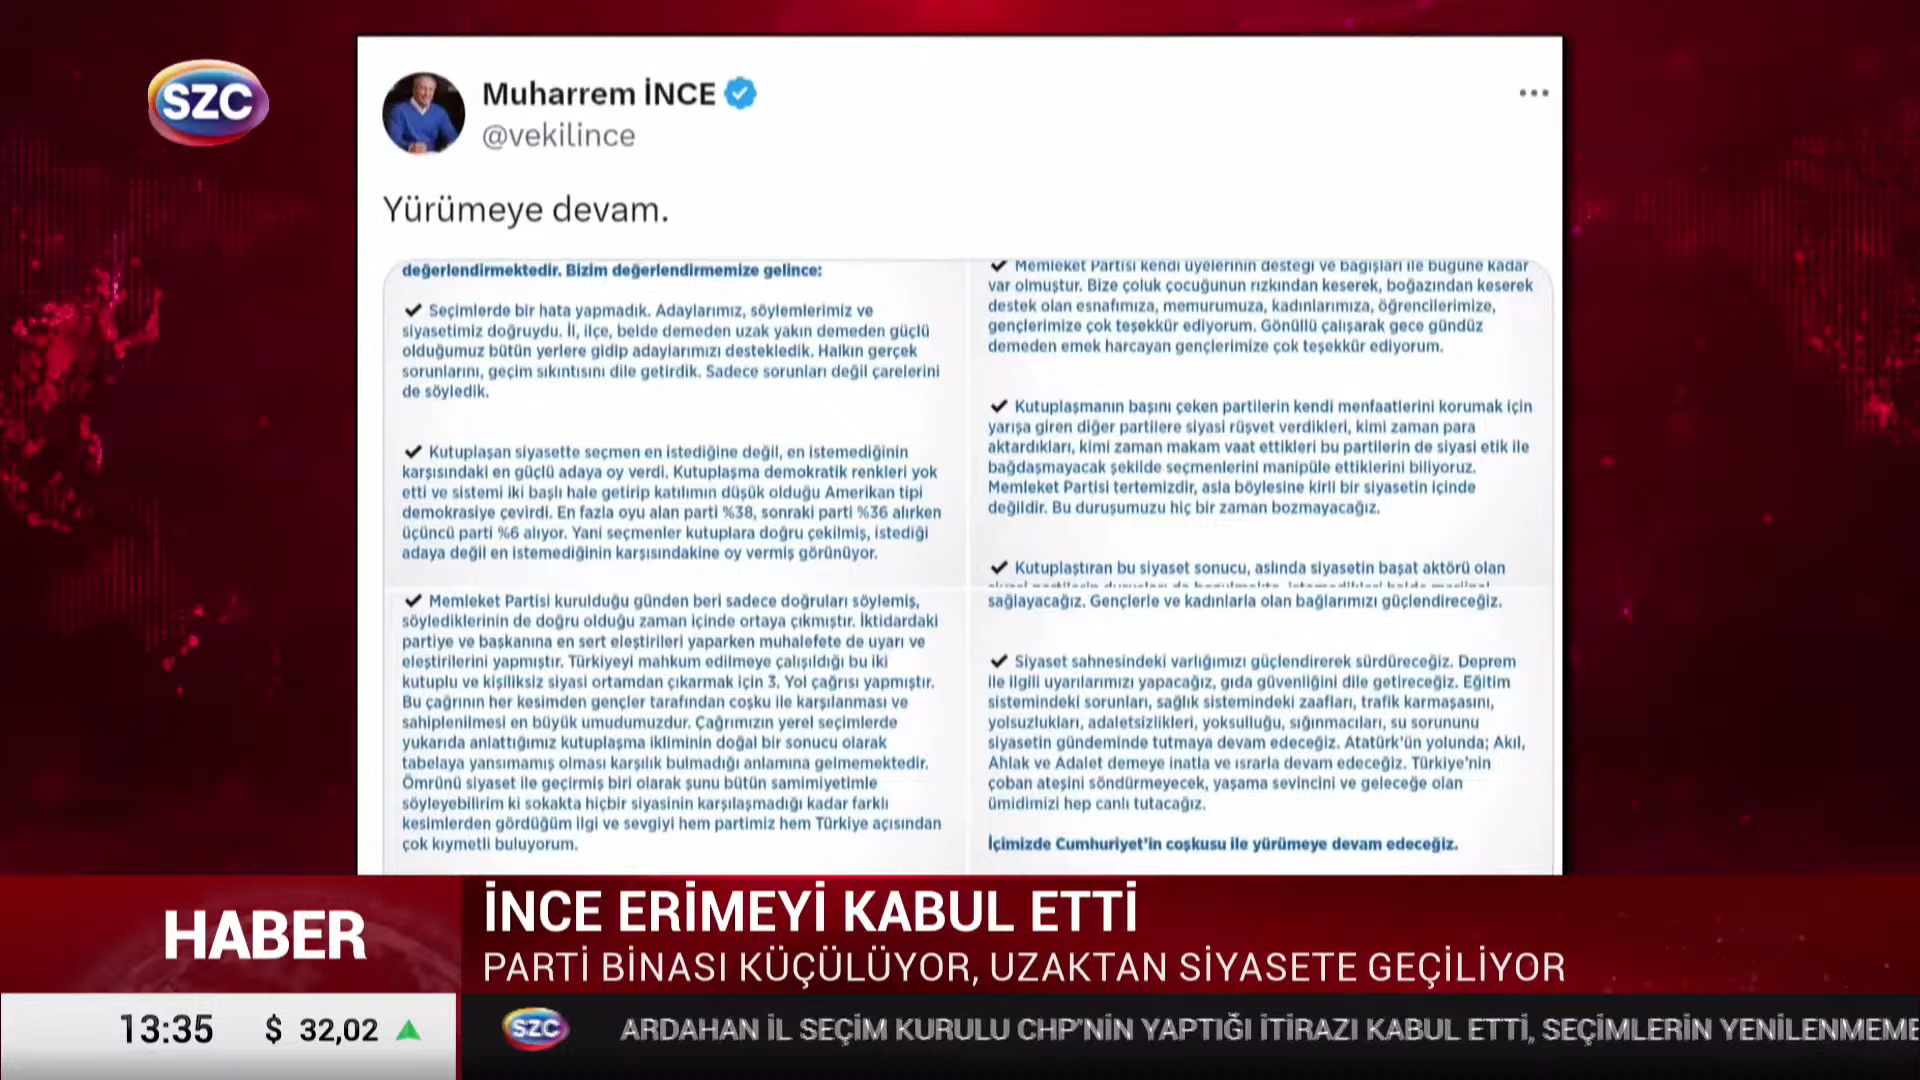 SZC
Muharrem İNCE
@vekilince
Yürümeye devam.
değerlendirmektedir. Bizim değerlendirmemize gelince:
✔ Seçimlerde bir hata yapmadık. Adaylarımız, söylemlerimiz ve
siyasetimiz doğruydu. İl, ilçe, belde demeden uzak yakın demeden güçlü
olduğumuz bütün yerlere gidip adaylarımızı destekledik. Halkın gerçek
sorunlarını, geçim sıkıntısını dile getirdik. Sadece sorunları değil çarelerini
de söyledik.
✔ Kutuplaşan siyasette seçmen en istediğine değil, en istemediğinin
karşısındaki en güçlü adaya oy verdi. Kutuplaşma demokratik renkleri yok
etti ve sistemi iki başlı hale getirip katılımın düşük olduğu Amerikan tipi
demokrasiye çevirdi. En fazla oyu alan parti %38, sonraki parti %36 alırken
üçüncü parti %6 alıyor. Yani seçmenler kutuplara doğru çekilmiş, istediği
adaya değil en istemediğinin karşısındakine oy vermiş görünüyor.
✔ Memleket Partisi kendi üyelerinin desteği ve bağışları ile bugüne kadar
var olmuştur. Bize çoluk çocuğunun rızkından keserek, boğazından keserek
destek olan esnafımıza, memurumuza, kadınlarımıza, öğrencilerimize,
gençlerimize çok teşekkür ediyorum. Gönüllü çalışarak gece gündüz
demeden emek harcayan gençlerimize çok teşekkür ediyorum.
✔ Kutuplaşmanın başını çeken partilerin kendi menfaatlerini korumak için
yarışa giren diğer partilere siyasi rüşvet verdikleri, kimi zaman para
aktardıkları, kimi zaman makam vaat ettikleri bu partilerin de siyasi etik ile
bağdaşmayacak şekilde seçmenlerini manipüle ettiklerini biliyoruz.
Memleket Partisi tertemizdir, asla böylesine kirli bir siyasetin içinde
değildir. Bu duruşumuzu hiç bir zaman bozmayacağız.
✔ Kutuplaştıran bu siyaset sonucu, aslında siyasetin başat aktörü olan
✔ Memleket Partisi kurulduğu günden beri sadece doğruları söylemiş,
söylediklerinin de doğru olduğu zaman içinde ortaya çıkmıştır. İktidardaki
partiye ve başkanına en sert eleştirileri yaparken muhalefete de uyarı ve
eleştirilerini yapmıştır. Türkiyeyi mahkum edilmeye çalışıldığı bu iki
kutuplu ve kişiliksiz siyasi ortamdan çıkarmak için 3. Yol çağrısı yapmıştır.
Bu çağrının her kesimden gençler tarafından coşku ile karşılanması ve
sahiplenilmesi en büyük umudumuzdur. Çağrımızın yerel seçimlerde
yukarıda anlattığımız kutuplaşma ikliminin doğal bir sonucu olarak
tabelaya yansımamış olması karşılık bulmadığı anlamına gelmemektedir.
Ömrünü siyaset ile geçirmiş biri olarak şunu bütün samimiyetimle
söyleyebilirim ki sokakta hiçbir siyasinin karşılaşmadığı kadar farklı
kesimlerden gördüğüm ilgi ve sevgiyi hem partimiz hem Türkiye açısından
çok kıymetli buluyorum.
sağlayacağız. Gençlerle ve kadınlarla olan bağlarımızı güçlendireceğiz.
✔ Siyaset sahnesindeki varlığımızı güçlendirerek sürdüreceğiz. Deprem
ile ilgili uyarılarımızı yapacağız, gıda güvenliğini dile getireceğiz. Eğitim
sistemindeki sorunları, sağlık sistemindeki zaafları, trafik karmaşasını,
yolsuzlukları, adaletsizlikleri, yoksulluğu, sığınmacıları, su sorununu
siyasetin gündeminde tutmaya devam edeceğiz. Atatürk'ün yolunda; Akıl,
Ahlak ve Adalet demeye inatla ve ısrarla devam edeceğiz. Türkiye'nin
çoban ateşini söndürmeyecek, yaşama sevincini ve geleceğe olan
ümidimizi hep canlı tutacağız.
İçimizde Cumhuriyet'in coşkusu ile yürümeye devam edeceğiz.
HABER
İNCE ERİMEYİ KABUL ETTİ
PARTİ BİNASI KÜÇÜLÜYOR, UZAKTAN SİYASETE GEÇİLİYOR
13:35 $ 32,02
SZC
ARDAHAN İL SEÇİM KURULU CHP'NİN YAPTIĞI İTİRAZI KABUL ETTİ, SEÇİMLERİN YENİLENMEME